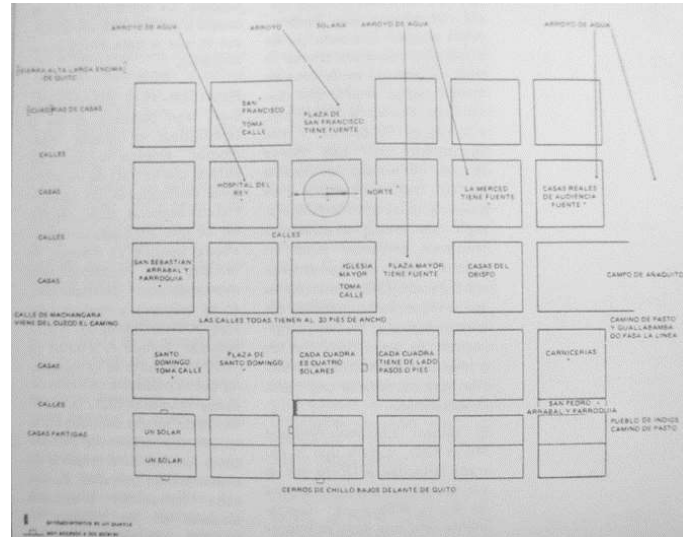 ARROYO DE AGUA
ARROYO
SOLANA
ARROYO DE AGUA
ARROYO DE AGUA
SIERRA ALTA LARGA ENCIMA
DE QUITO
CUADRAS DE CASAS
SAN
FRANCISCO
TOMA
CALLE
PLAZA DE
SAN FRANCISCO
TIENE FUENTE
CALLES
CASAS
HOSPITAL DEL
REY
NORTE
LA MERCED
TIENE FUENTE
CASAS REALES
DE AUDIENCIA
FUENTE
CALLES
CALLES
CASAS
SAN SEBASTIAN
ARRABAL Y
PARROQUIA
IGLESIA
MAYOR
TOMA
CALLE
PLAZA MAYOR
TIENE FUENTE
CASAS DEL
OBISPO
CAMPO DE AÑAQUITO
CALLE DE MACHANGARA
VIENE DEL CUZCO EL CAMINO
LAS CALLES TODAS TIENEN AL 30 PIES DE ANCHO
CAMINO DE PASTO
Y GUALLABAMBA
DO PASA LA LINEA
CASAS
SANTO
DOMINGO
TOMA CALLE
PLAZA DE
SANTO DOMINGO
CADA CUADRA
ES CUATRO
SOLARES
CADA CUADRA
TIENE DE LADO
PASOS O PIES
CARNICERIAS
CALLES
SAN PEDRO
ARRABAL Y PARROQUIA
CASAS PARTIDAS
UN SOLAR
PUEBLO DE INDIOS
CAMINO DE PASTO
UN SOLAR
CERROS DE CHILLO BAJOS DELANTE DE QUITO